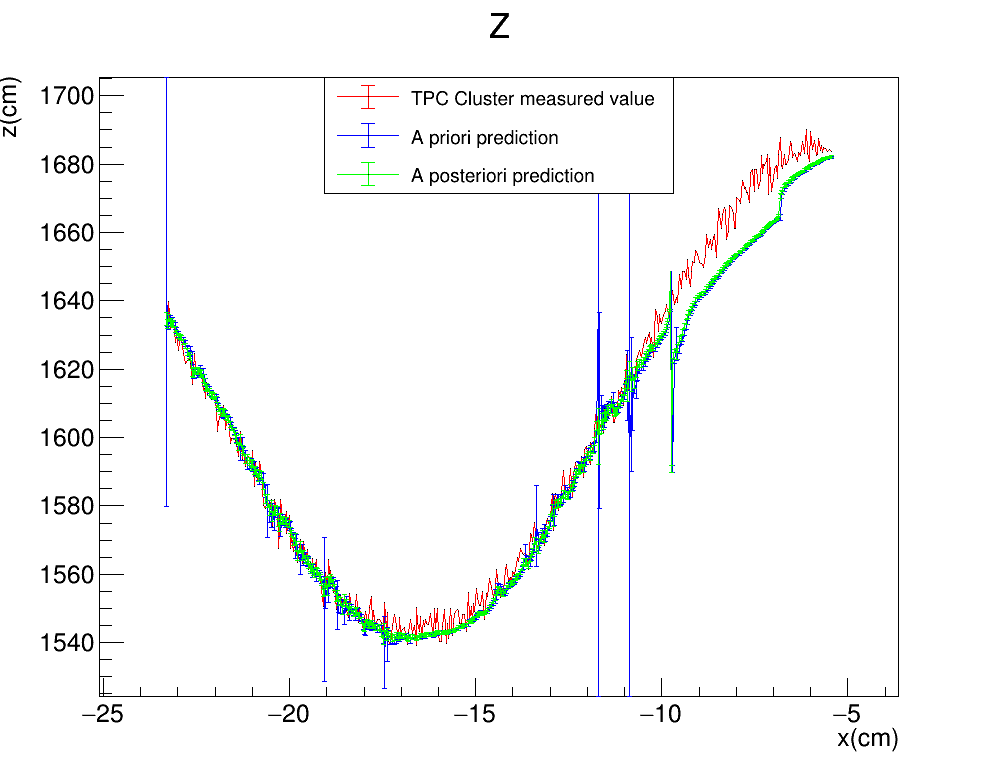 Z
z(cm)
1700
1680
1660
1640
1620
1600
1580
1560
1540
TPC Cluster measured value
A priori prediction
A posteriori prediction
−25 −20 −15 −10 −5
x(cm)